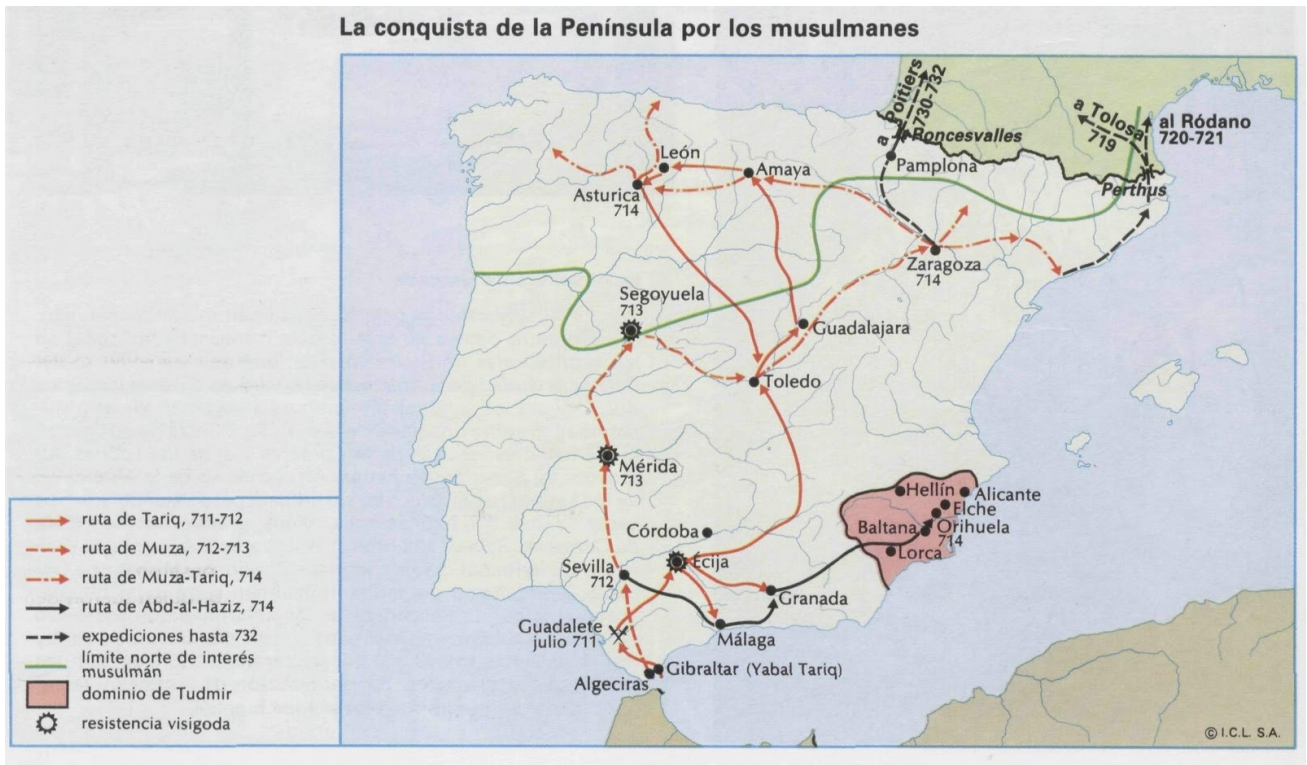 La conquista de la Península por los musulmanes
a Poitiers
730-732
a Tolosa
719
al Ródano
720-721
Roncesvalles
Pamplona
Perthus
León
Amaya
Asturica
714
Zaragoza
714
Segoyuela
713
Guadalajara
Toledo
Mérida
713
Hellín
Alicante
Elche
Baltana
Orihuela
714
Lorca
Córdoba
Ecija
Sevilla
712
Granada
Guadalete
julio 711
Málaga
Gibraltar (Yabal Tariq)
Algeciras
ruta de Tariq, 711-712
ruta de Muza, 712-713
ruta de Muza-Tariq, 714
ruta de Abd-al-Haziz, 714
expediciones hasta 732
límite norte de interés
musulmán
dominio de Tudmir
resistencia visigoda
© I.C.L. S.A.